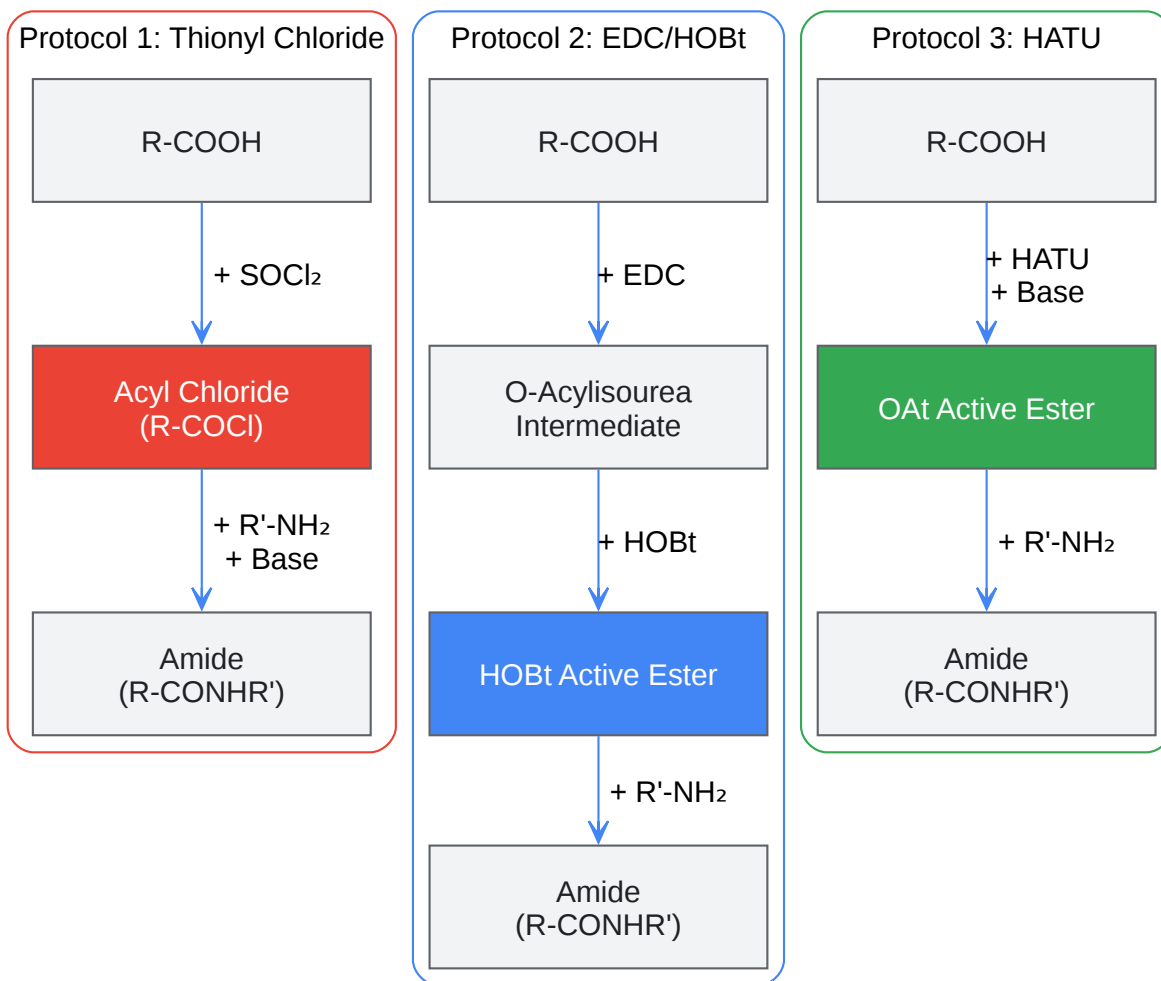 Protocol 1: Thionyl Chloride
R-COOH
+ SOCl₂
Acyl Chloride
(R-COCl)
+ R'-NH₂
+ Base
Amide
(R-CONHR')
Protocol 2: EDC/HOBt
R-COOH
+ EDC
O-Acylisourea
Intermediate
+ HOBt
HOBt Active Ester
+ R'-NH₂
Amide
(R-CONHR')
Protocol 3: HATU
R-COOH
+ HATU
+ Base
OAt Active Ester
+ R'-NH₂
Amide
(R-CONHR')